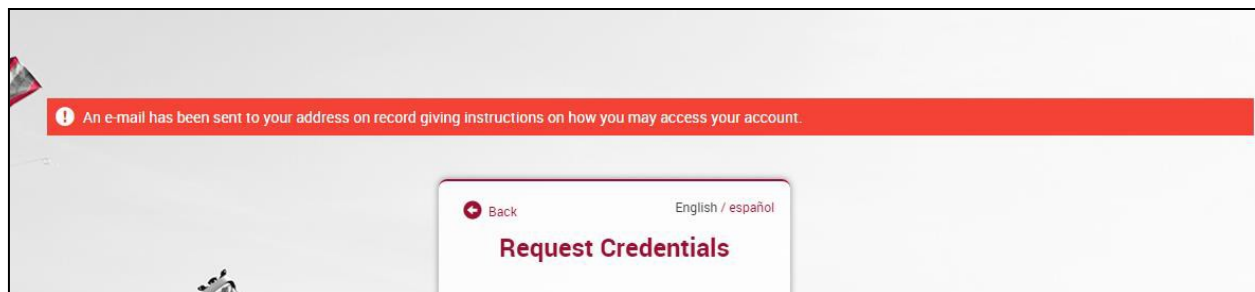 An e-mail has been sent to your address on record giving instructions on how you may access your account.
Back
English / español
Request Credentials